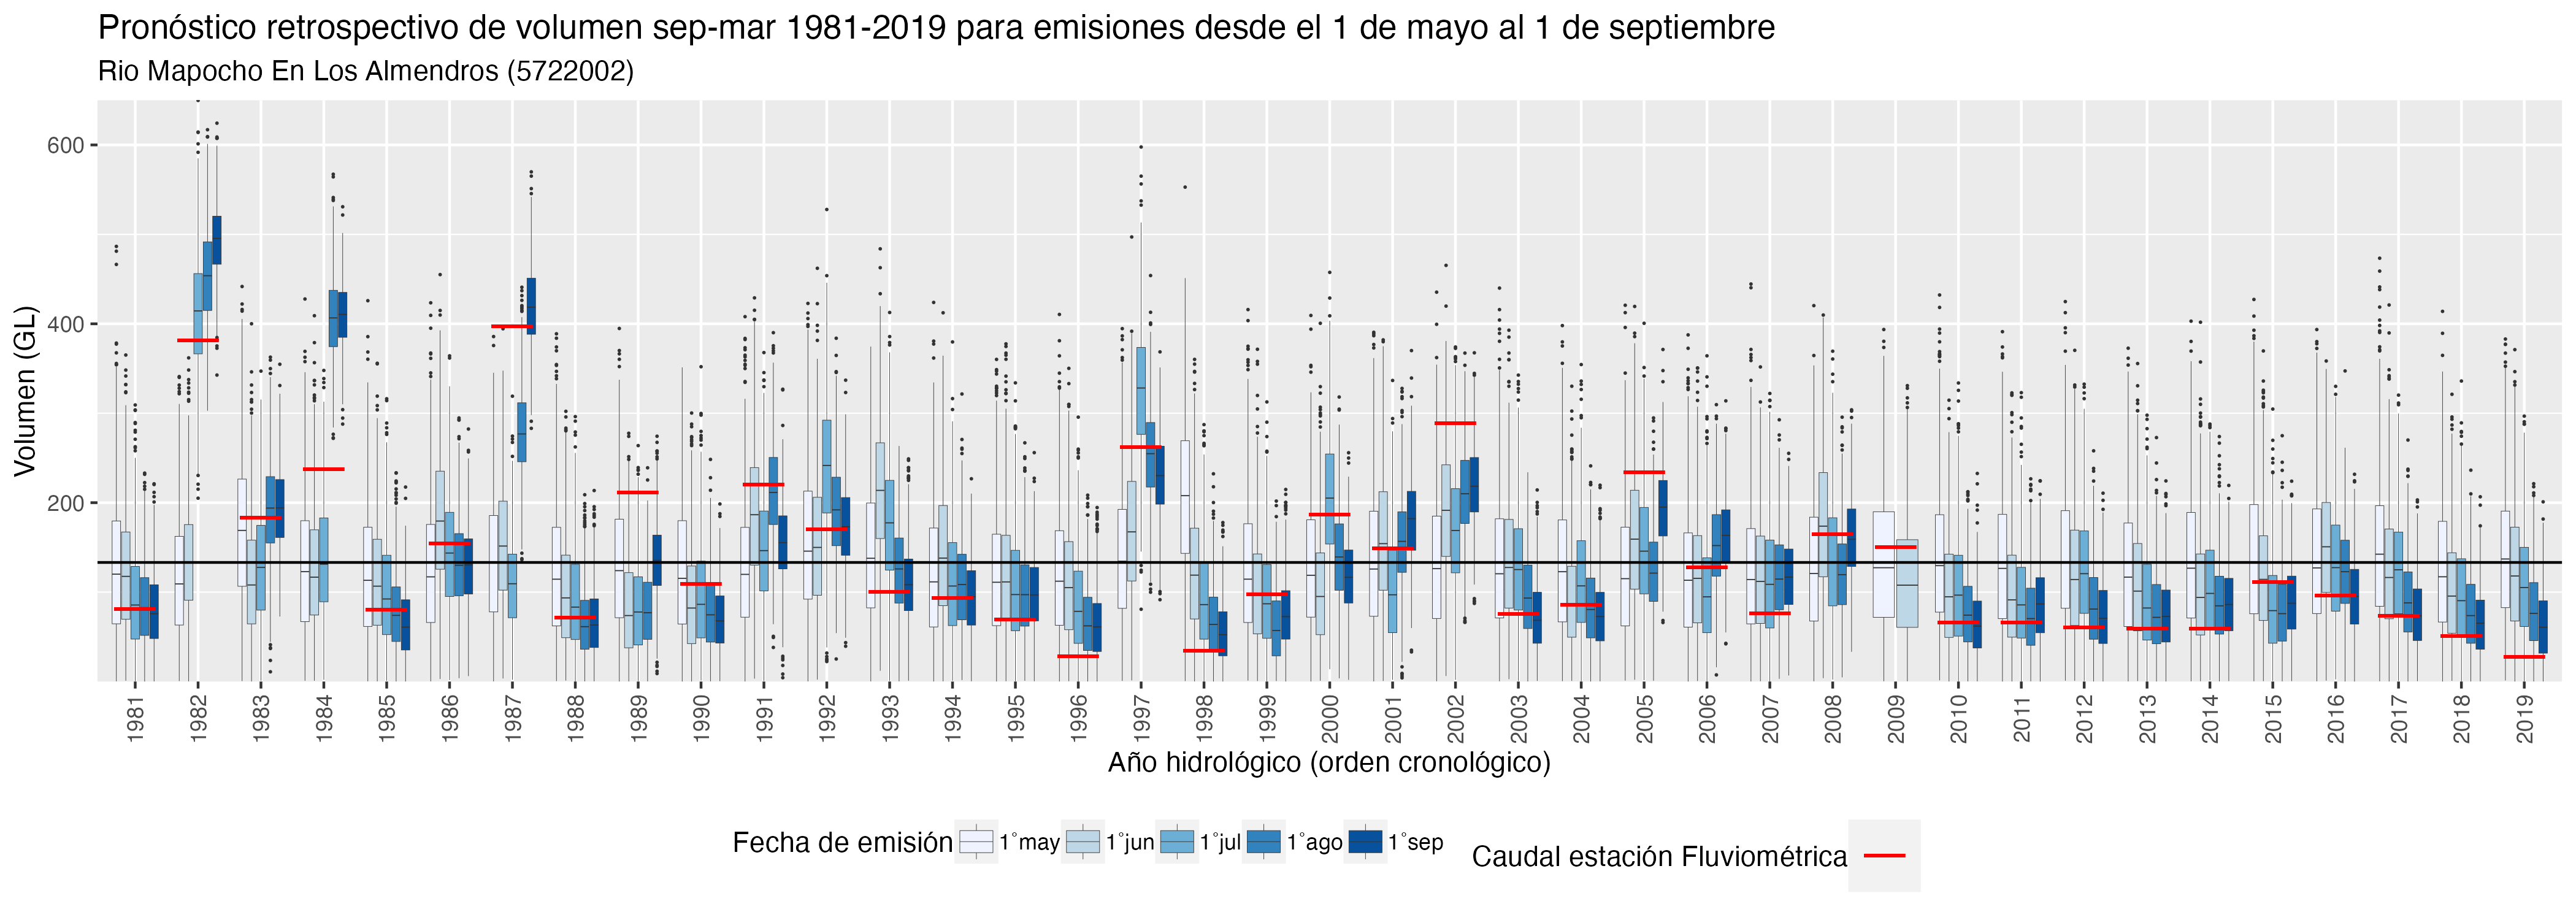 Pronóstico retrospectivo de volumen sep-mar 1981-2019 para emisiones desde el 1 de mayo al 1 de septiembre
Rio Mapocho En Los Almendros (5722002)
Volumen (GL)
600
400
200
1981 1982 1983 1984 1985 1986 1987 1988 1989 1990 1991 1992 1993 1994 1995 1996 1997 1998 1999 2000 2001 2002 2003 2004 2005 2006 2007 2008 2009 2010 2011 2012 2013 2014 2015 2016 2017 2018 2019
Año hidrológico (orden cronológico)
Fecha de emisión 1°may 1°jun 1°jul 1°ago 1°sep Caudal estación Fluviométrica